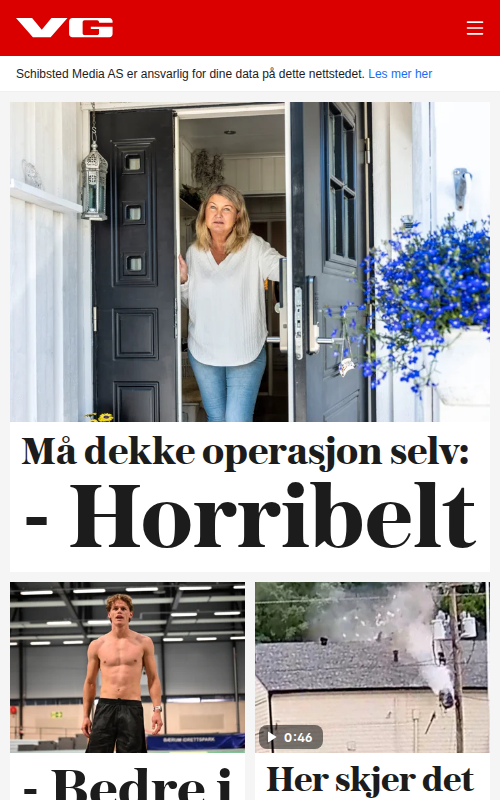 VG
Schibsted Media AS er ansvarlig for dine data på dette nettstedet. Les mer her
Må dekke operasjon selv:
- Horribelt
BÆRUM IDRETTSPARK
0:46
- Bedre i
Her skjer det